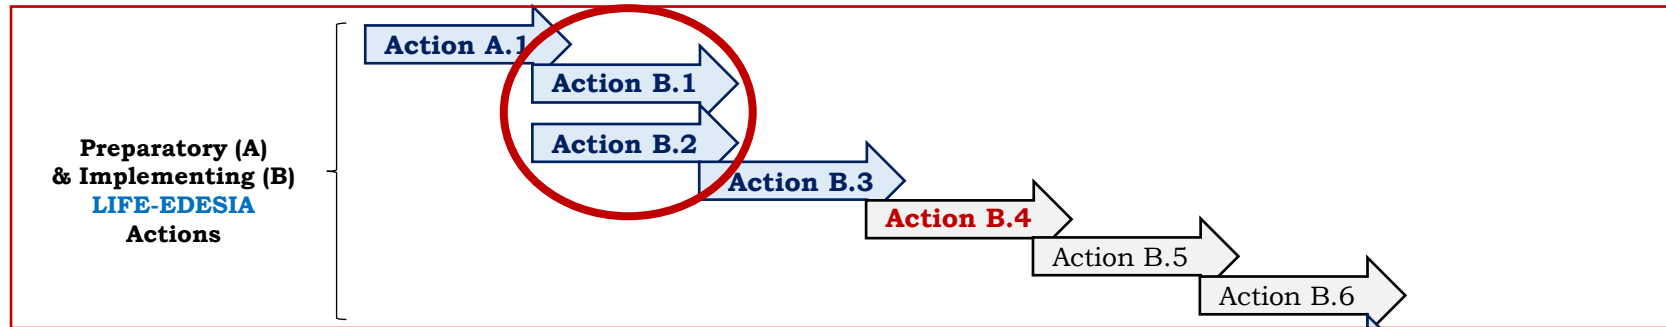 Preparatory (A)
& Implementing (B)
LIFE-EDESIA
Actions
Action A.1
Action B.1
Action B.2
Action B.3
Action B.4
Action B.5
Action B.6